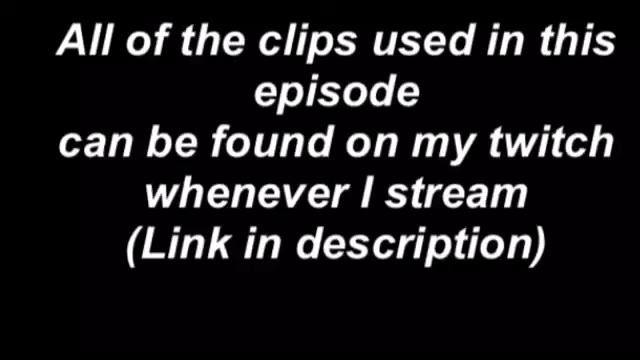 All of the clips used in this
episode
can be found on my twitch
whenever I stream
(Link in description)